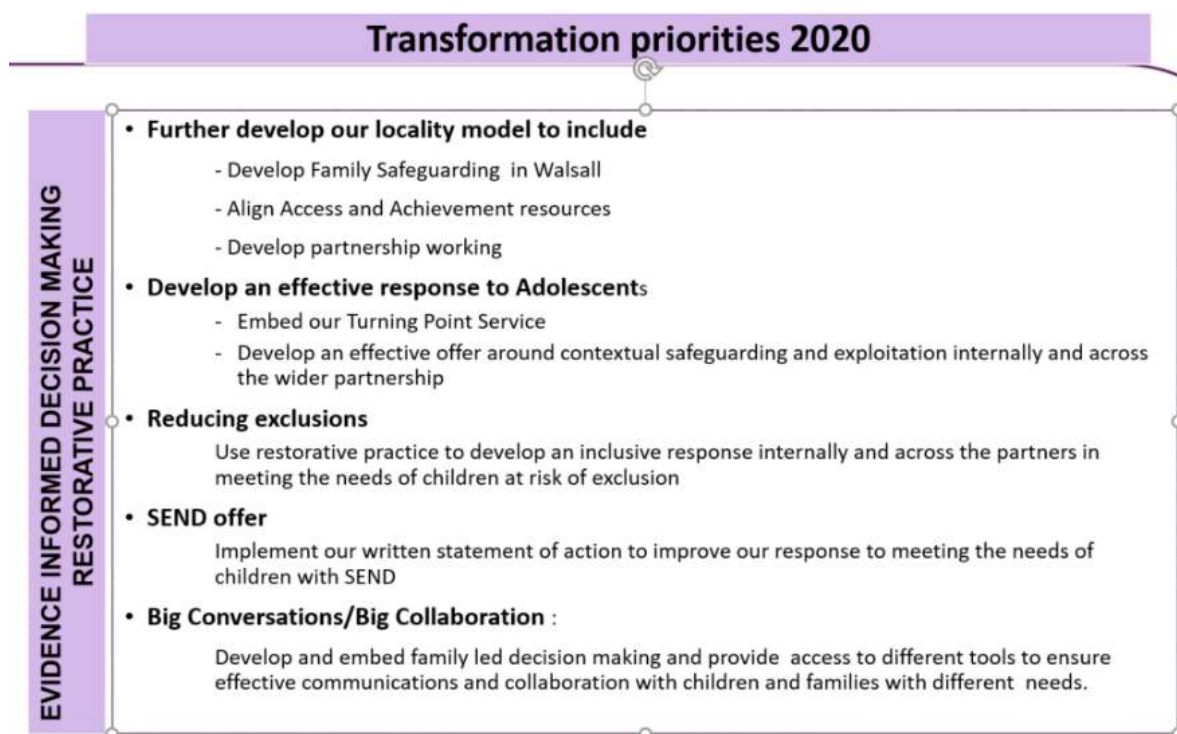 Transformation priorities 2020
EVIDENCE INFORMED DECISION MAKING
RESTORATIVE PRACTICE
• Further develop our locality model to include
- Develop Family Safeguarding in Walsall
- Align Access and Achievement resources
- Develop partnership working
• Develop an effective response to Adolescents
- Embed our Turning Point Service
- Develop an effective offer around contextual safeguarding and exploitation internally and across
the wider partnership
• Reducing exclusions
Use restorative practice to develop an inclusive response internally and across the partners in
meeting the needs of children at risk of exclusion
• SEND offer
Implement our written statement of action to improve our response to meeting the needs of
children with SEND
• Big Conversations/Big Collaboration :
Develop and embed family led decision making and provide access to different tools to ensure
effective communications and collaboration with children and families with different needs.